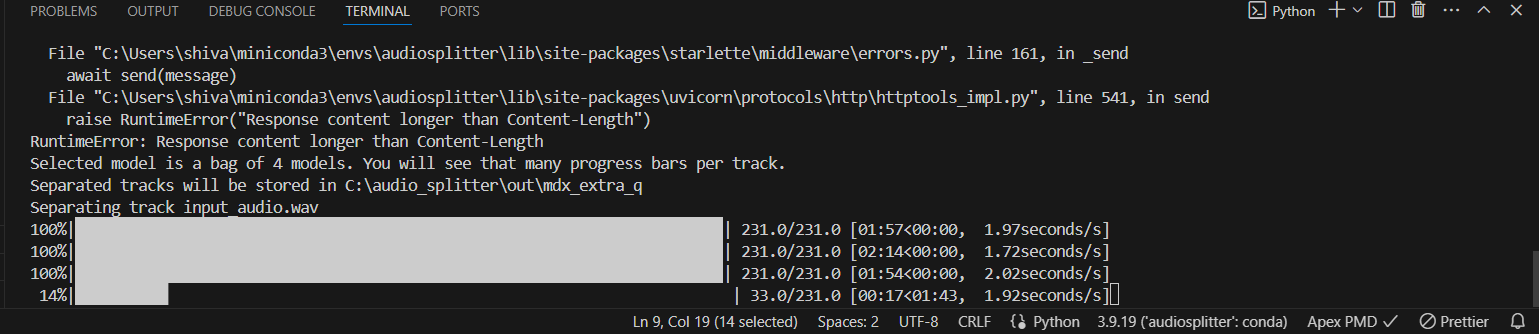 PROBLEMS OUTPUT DEBUG CONSOLE TERMINAL PORTS Python
File "C:\Users\shiva\miniconda3\envs\audiosplitter\lib\site-packages\starlette\middleware\errors.py", line 161, in _send
await send(message)
File "C:\Users\shiva\miniconda3\envs\audiosplitter\lib\site-packages\uvicorn\protocols\http\httptools_impl.py", line 541, in send
raise RuntimeError("Response content longer than Content-Length")
RuntimeError: Response content longer than Content-Length
Selected model is a bag of 4 models. You will see that many progress bars per track.
Separated tracks will be stored in C:\audio_splitter\out\mdx_extra_q
Separating track input_audio.wav
100%| | 231.0/231.0 [01:57<00:00, 1.97seconds/s]
100%| | 231.0/231.0 [02:14<00:00, 1.72seconds/s]
100%| | 231.0/231.0 [01:54<00:00, 2.02seconds/s]
14%| | 33.0/231.0 [00:17<01:43, 1.92seconds/s]
Ln 9, Col 19 (14 selected) Spaces: 2 UTF-8 CRLF Python 3.9.19 ('audiosplitter': conda) Apex PMD Prettier